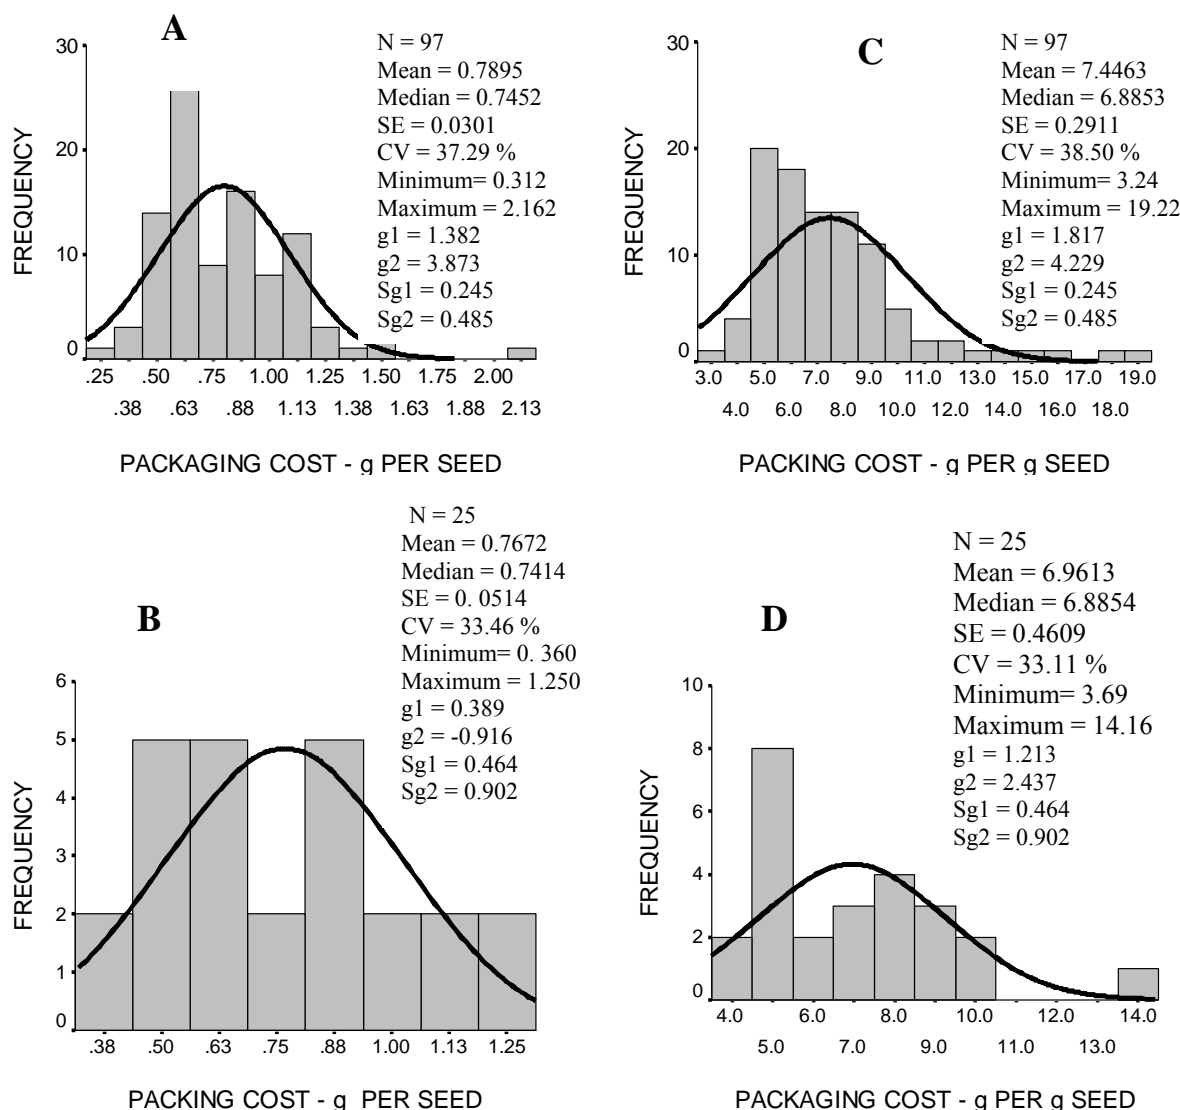 A
N = 97
Mean = 0.7895
Median = 0.7452
SE = 0.0301
CV = 37.29 %
Minimum= 0.312
Maximum = 2.162
g1 = 1.382
g2 = 3.873
Sg1 = 0.245
Sg2 = 0.485
FREQUENCY
30
20
10
0
.25 .50 .75 1.00 1.25 1.50 1.75 2.00
.38 .63 .88 1.13 1.38 1.63 1.88 2.13
PACKAGING COST - g PER SEED
C
N = 97
Mean = 7.4463
Median = 6.8853
SE = 0.2911
CV = 38.50 %
Minimum= 3.24
Maximum = 19.22
g1 = 1.817
g2 = 4.229
Sg1 = 0.245
Sg2 = 0.485
FREQUENCY
30
20
10
0
3.0 5.0 7.0 9.0 11.0 13.0 15.0 17.0 19.0
4.0 6.0 8.0 10.0 12.0 14.0 16.0 18.0
PACKING COST - g PER g SEED
B
N = 25
Mean = 0.7672
Median = 0.7414
SE = 0. 0514
CV = 33.46 %
Minimum= 0. 360
Maximum = 1.250
g1 = 0.389
g2 = -0.916
Sg1 = 0.464
Sg2 = 0.902
FREQUENCY
6
5
4
3
2
1
0
.38 .50 .63 .75 .88 1.00 1.13 1.25
PACKING COST - g PER SEED
D
N = 25
Mean = 6.9613
Median = 6.8854
SE = 0.4609
CV = 33.11 %
Minimum= 3.69
Maximum = 14.16
g1 = 1.213
g2 = 2.437
Sg1 = 0.464
Sg2 = 0.902
FREQUENCY
10
8
6
4
2
0
4.0 6.0 8.0 10.0 12.0 14.0
5.0 7.0 9.0 11.0 13.0
PACKAGING COST - g PER g SEED